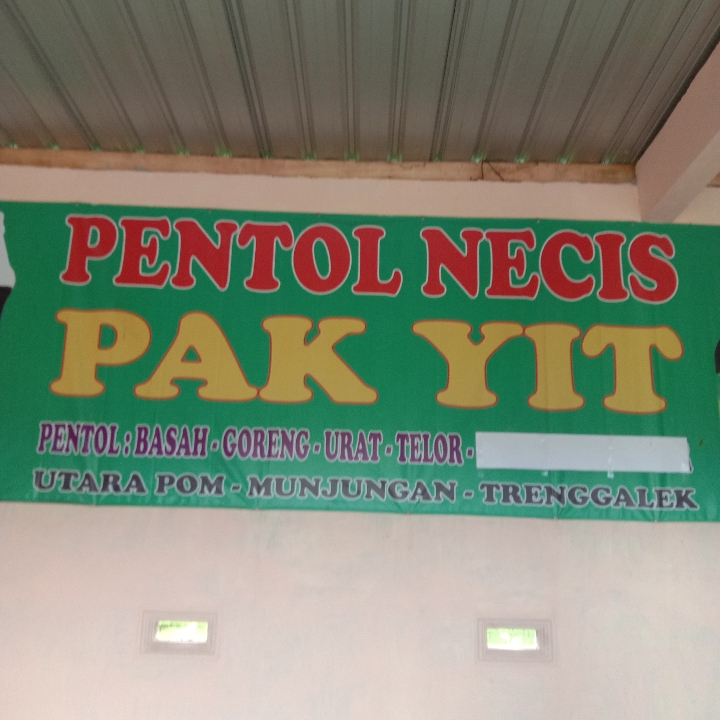 PENTOL NECIS
PAK YIT
PENTOL : BASAH - GORENG - URAT - TELOR -
UTARA POM - MUNJUNGAN - TRENGGALEK